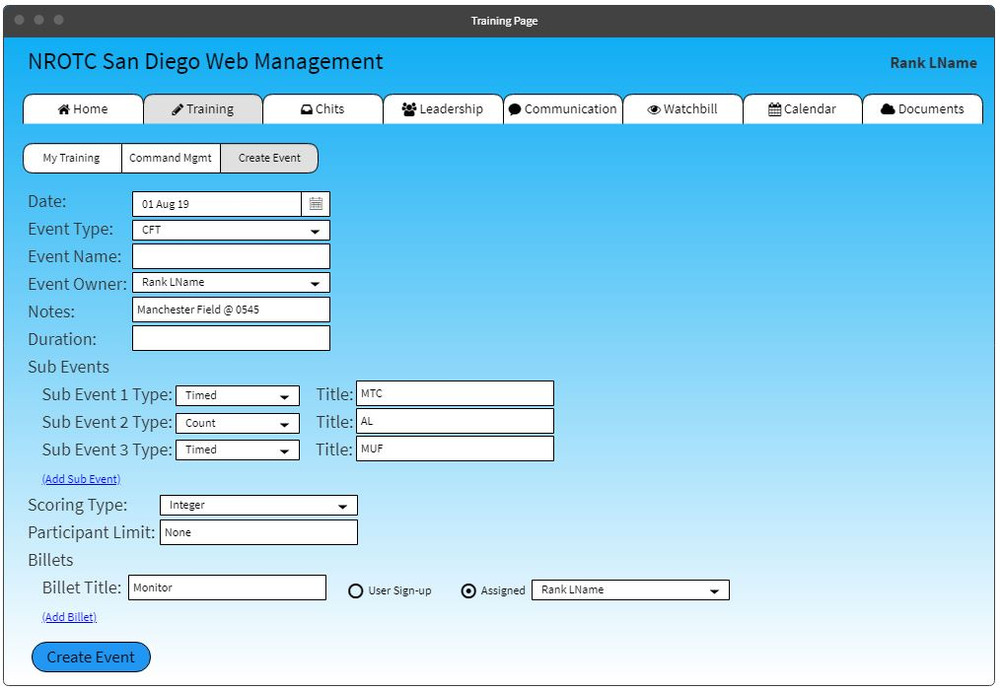 Training Page
NROTC San Diego Web Management
Rank LName
Home Training Chits Leadership Communication Watchbill Calendar Documents
My Training Command Mgmt Create Event
Date: 01 Aug 19
Event Type: CFT
Event Name:
Event Owner: Rank LName
Notes: Manchester Field @ 0545
Duration:
Sub Events
Sub Event 1 Type: Timed Title: MTC
Sub Event 2 Type: Count Title: AL
Sub Event 3 Type: Timed Title: MUF
(Add Sub Event)
Scoring Type: Integer
Participant Limit: None
Billets
Billet Title: Monitor User Sign-up Assigned Rank LName
(Add Billet)
Create Event